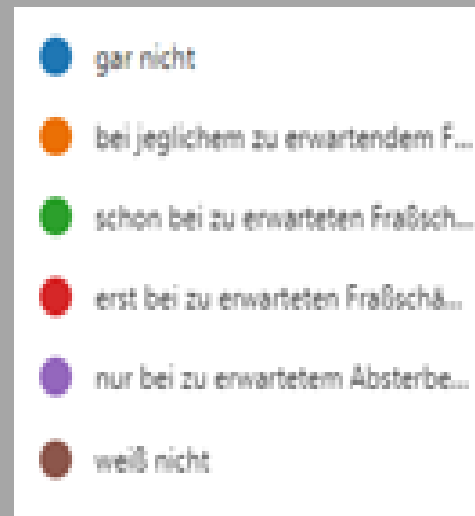 gar nicht
bei jeglichem zu erwartendem F...
schon bei zu erwarteten Fraßsch...
erst bei zu erwarteten Fraßschä...
nur bei zu erwartetem Absterbe...
weiß nicht